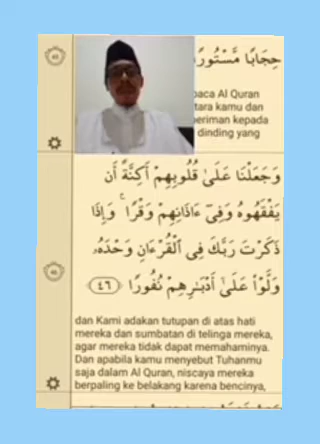 حِجَابًا مَّسْتُورًا
baca Al Quran
tara kamu dan
beriman kepada
dinding yang
وَجَعَلْنَا عَلَىٰ قُلُوبِهِمْ أَكِنَّةً أَن
يَفْقَهُوهُ وَفِىٓ ءَاذَانِهِمْ وَقْرًا ۚ وَإِذَا
ذَكَرْتَ رَبَّكَ فِى ٱلْقُرْءَانِ وَحْدَهُۥ
وَلَّوْا۟ عَلَىٰٓ أَدْبَـٰرِهِمْ نُفُورًا ﴿٤٦﴾
dan Kami adakan tutupan di atas hati
mereka dan sumbatan di telinga mereka,
agar mereka tidak dapat memahaminya.
Dan apabila kamu menyebut Tuhanmu
saja dalam Al Quran, niscaya mereka
berpaling ke belakang karena bencinya,